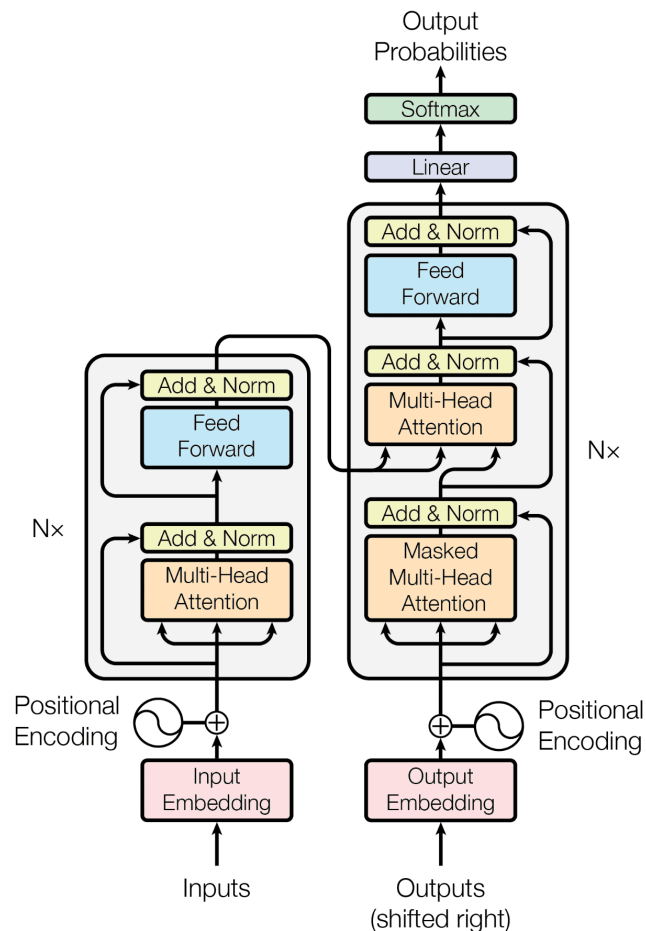 Output
Probabilities
Softmax
Linear
Add & Norm
Feed
Forward
Add & Norm
Multi-Head
Attention
Nx
Add & Norm
Masked
Multi-Head
Attention
Positional
Encoding
Output
Embedding
Outputs
(shifted right)
Add & Norm
Feed
Forward
Nx
Add & Norm
Multi-Head
Attention
Positional
Encoding
Input
Embedding
Inputs